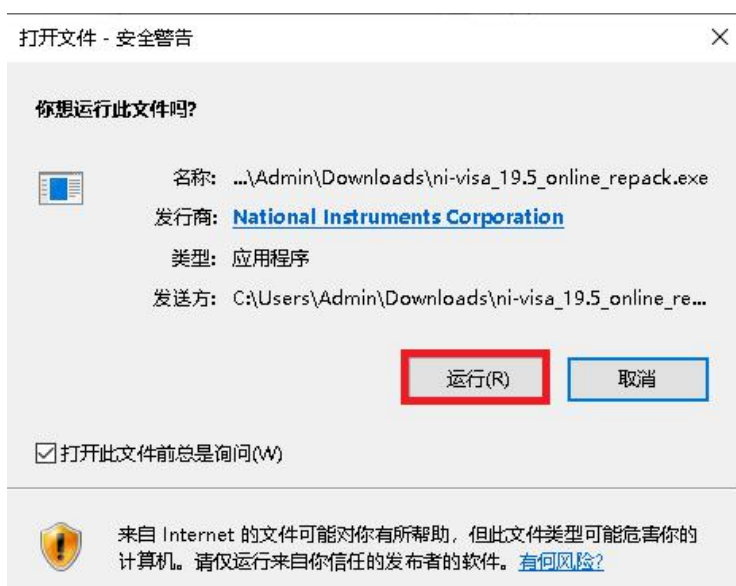 打开文件 - 安全警告
你想运行此文件吗?
名称: ...\Admin\Downloads\ni-visa_19.5_online_repack.exe
发行商: National Instruments Corporation
类型: 应用程序
发送方: C:\Users\Admin\Downloads\ni-visa_19.5_online_re...
运行(R) 取消
打开此文件前总是询问(W)
来自 Internet 的文件可能对你有所帮助，但此文件类型可能危害你的
计算机。请仅运行来自你信任的发布者的软件。有何风险?